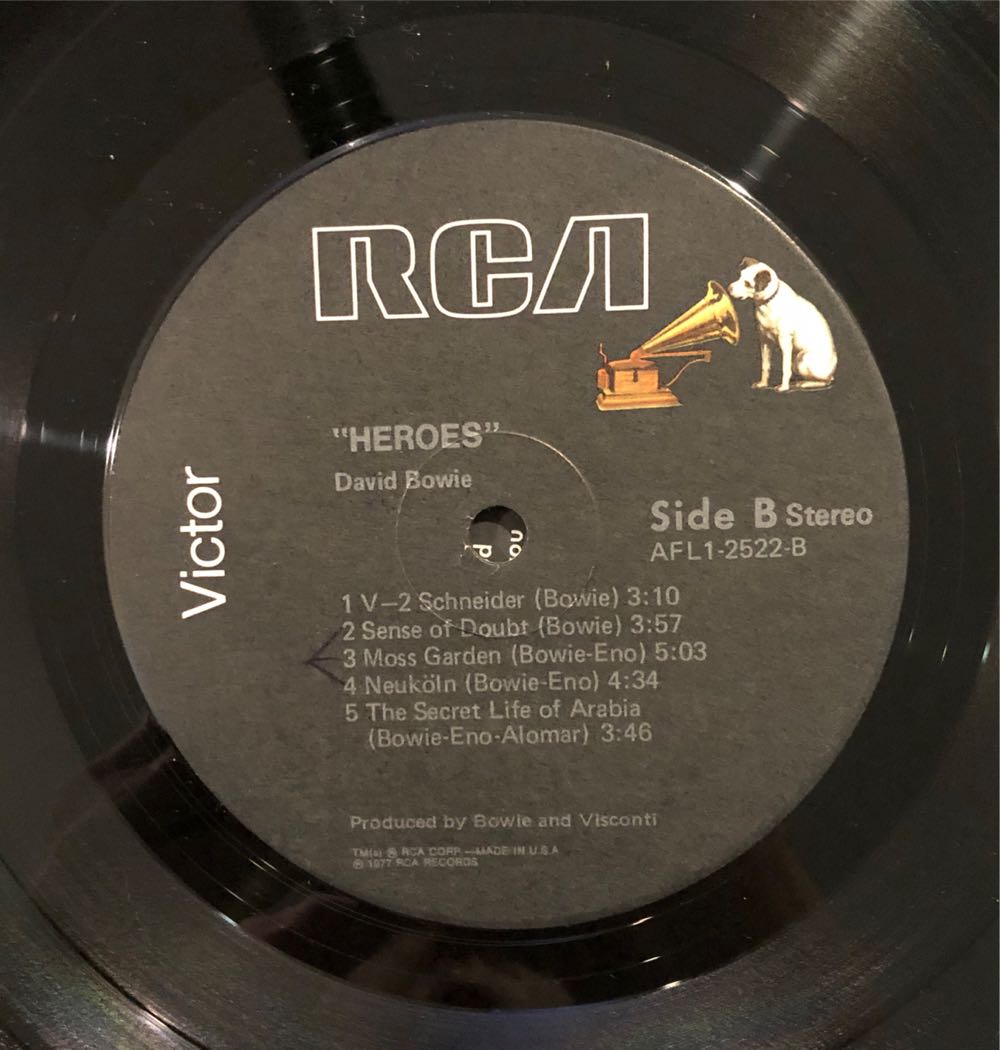 RCA
"HEROES"
David Bowie
Victor
Side B Stereo
AFL1-2522-B
1 V–2 Schneider (Bowie) 3:10
2 Sense of Doubt (Bowie) 3:57
3 Moss Garden (Bowie-Eno) 5:03
4 Neuköln (Bowie-Eno) 4:34
5 The Secret Life of Arabia
(Bowie-Eno-Alomar) 3:46
Produced by Bowie and Visconti
TM(s) ® RCA CORP.—MADE IN U.S.A
℗ 1977 RCA RECORDS